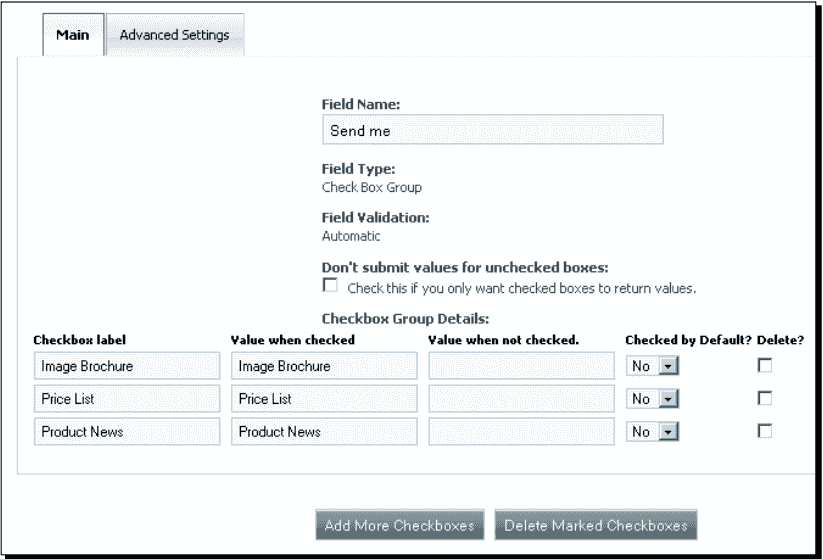 Main Advanced Settings
Field Name:
Send me
Field Type:
Check Box Group
Field Validation:
Automatic
Don't submit values for unchecked boxes:
Check this if you only want checked boxes to return values.
Checkbox Group Details:
Checkbox label Value when checked Value when not checked. Checked by Default? Delete?
Image Brochure Image Brochure No
Price List Price List No
Product News Product News No
Add More Checkboxes Delete Marked Checkboxes